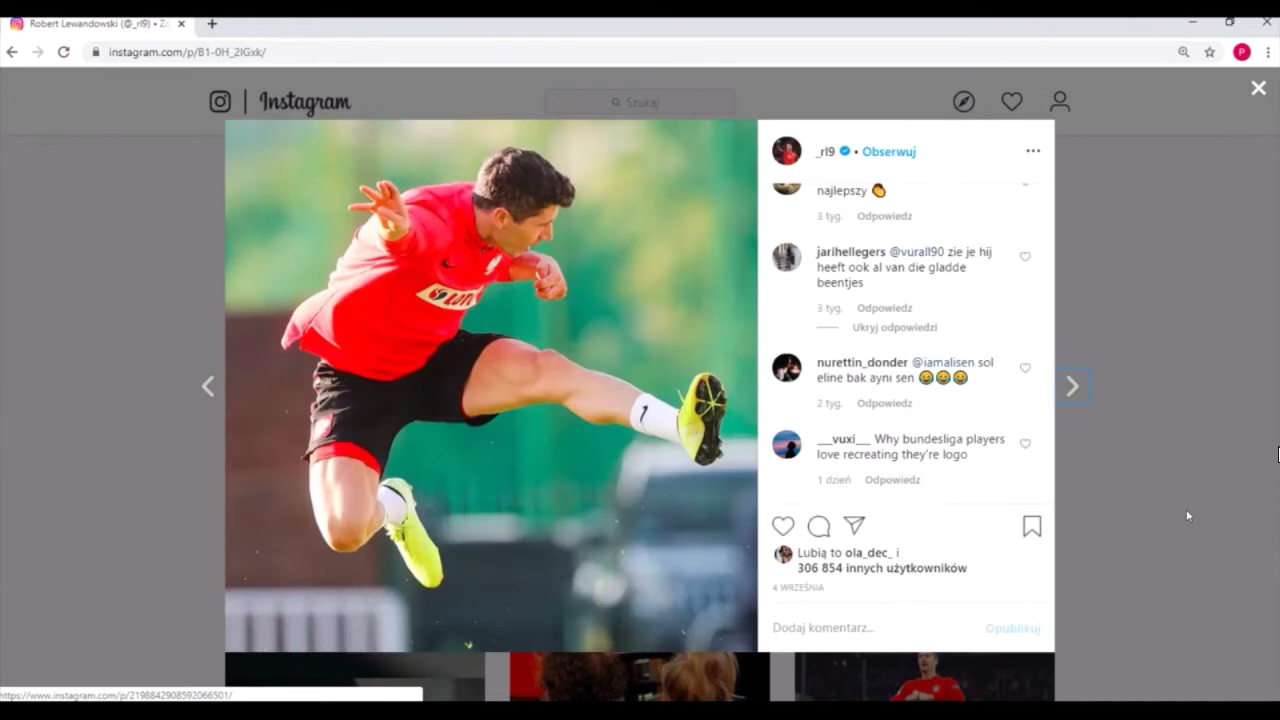 Robert Lewandowski (@_rl9) • Z
instagram.com/p/B1-0H_2IGxk/
P
Instagram
Szukaj
_rl9 • Obserwuj
najlepszy 👏
3 tyg. Odpowiedz
jarihellegers @vurall90 zie je hij
heeft ook al van die gladde
beentjes
3 tyg. Odpowiedz
Ukryj odpowiedzi
nurettin_donder @iamalisen sol
eline bak aynı sen 😂😂😂
2 tyg. Odpowiedz
___vuxi___ Why bundesliga players
love recreating they're logo
1 dzień Odpowiedz
Lubią to ola_dec_ i
306 854 innych użytkowników
4 WRZEŚNIA
Dodaj komentarz... Opublikuj
https://www.instagram.com/p/2198842908592066501/